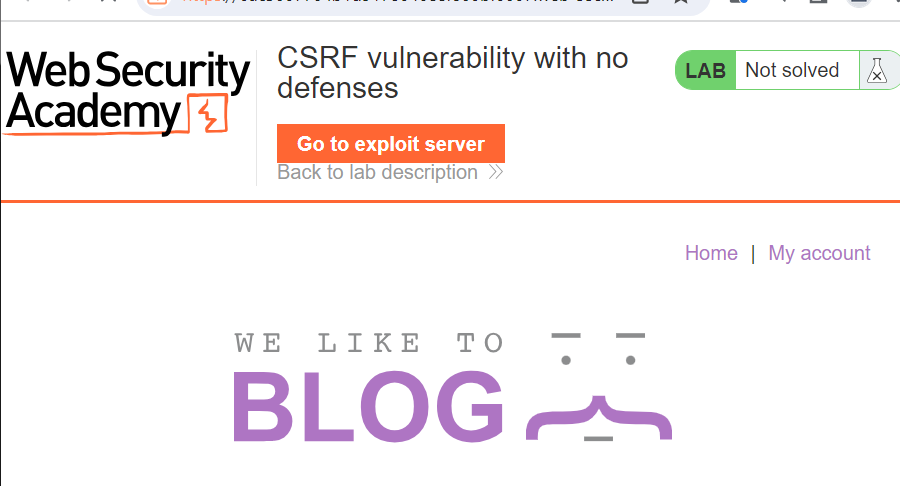 Web Security
Academy
CSRF vulnerability with no
defenses
LAB Not solved
Go to exploit server
Back to lab description
Home | My account
WE LIKE TO
BLOG